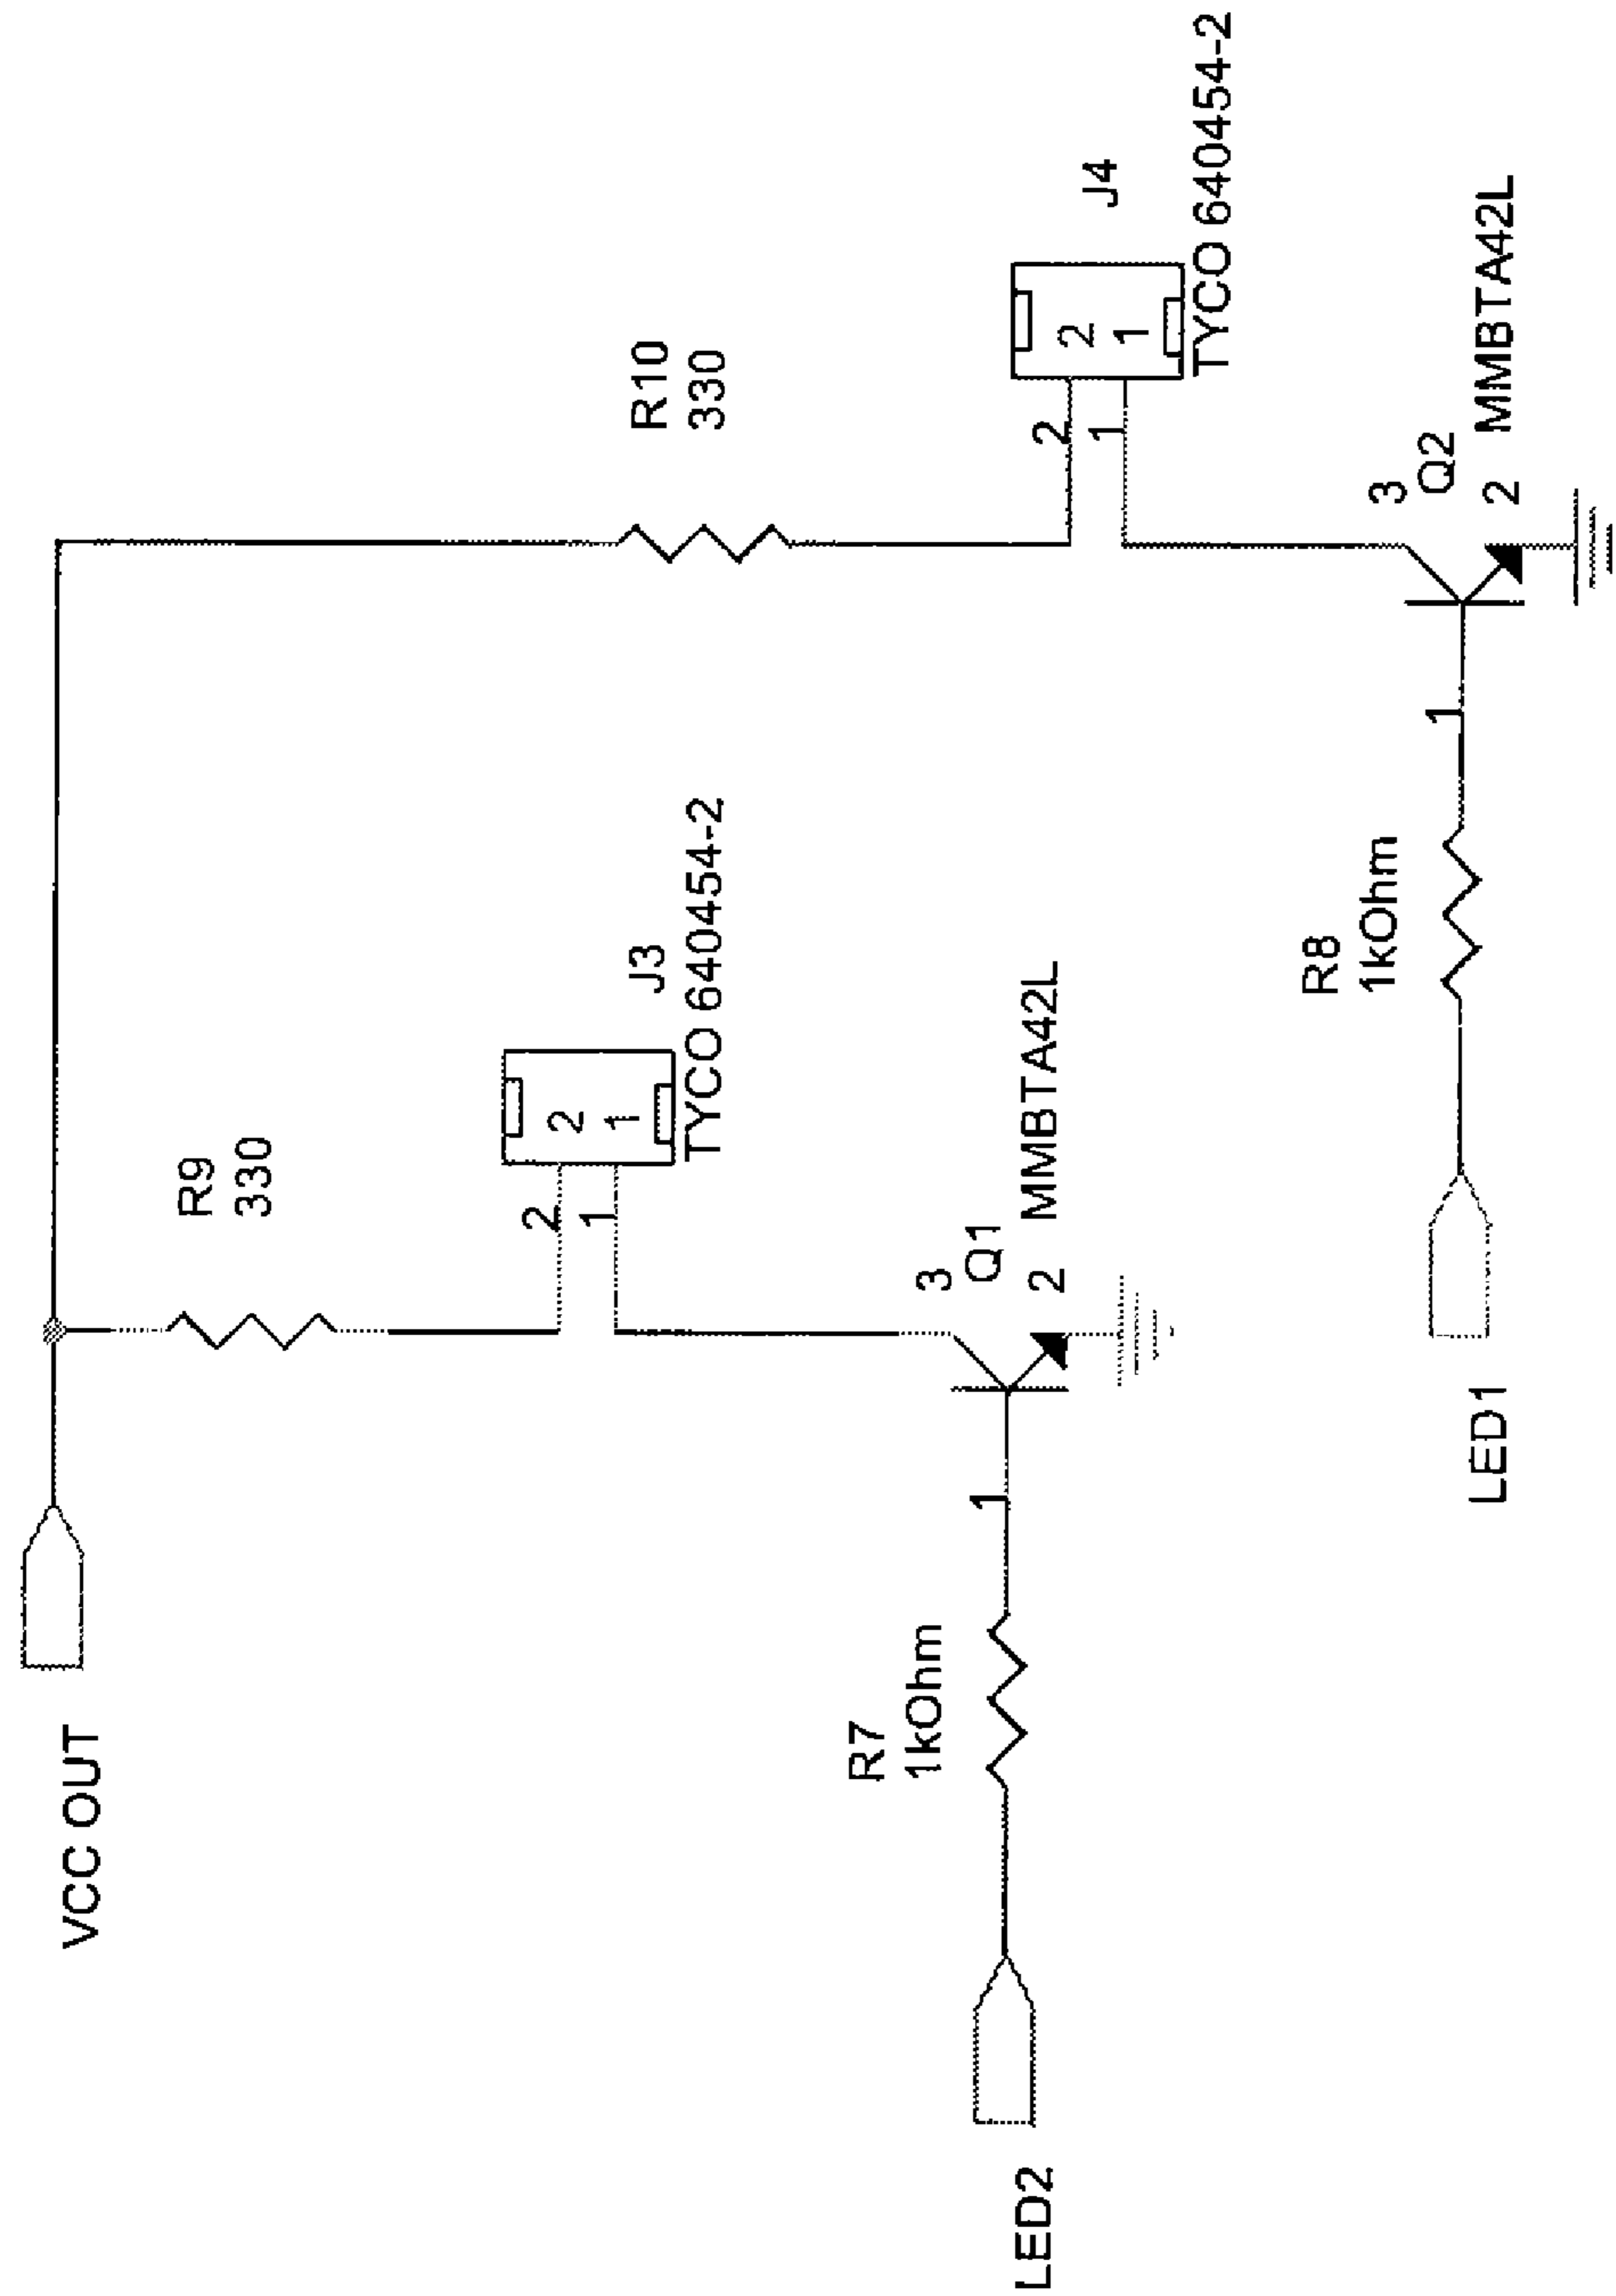 VCC OUT
R9
330
R10
330
2
1
2
1
J3
TYCO 640454-2
2
1
2
1
J4
TYCO 640454-2
LED2
R7
1kOhm
1
3
Q1
2
MMBTA42L
LED1
R8
1kOhm
1
3
Q2
2
MMBTA42L